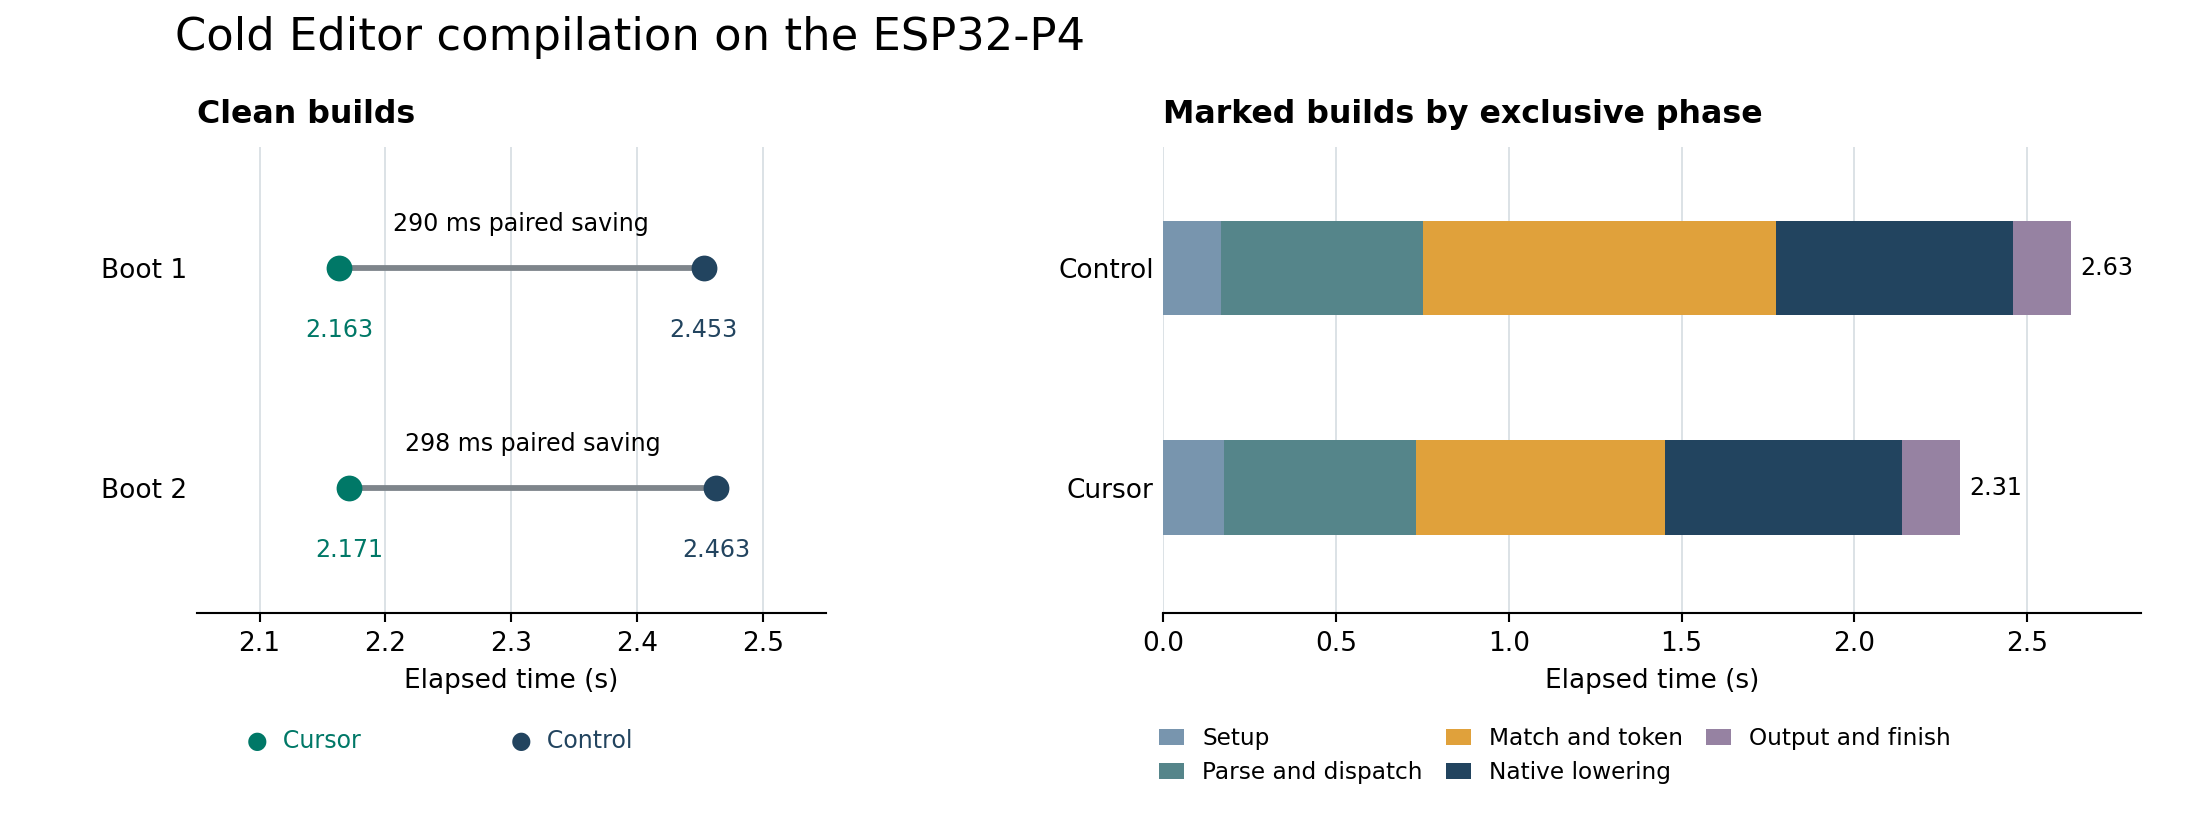 Cold Editor compilation on the ESP32-P4
Clean builds
290 ms paired saving
Boot 1
2.163
2.453
298 ms paired saving
Boot 2
2.171
2.463
2.1
2.2
2.3
2.4
2.5
Elapsed time (s)
Cursor
Control
Marked builds by exclusive phase
Control
2.63
Cursor
2.31
0.0
0.5
1.0
1.5
2.0
2.5
Elapsed time (s)
Setup
Match and token
Output and finish
Parse and dispatch
Native lowering